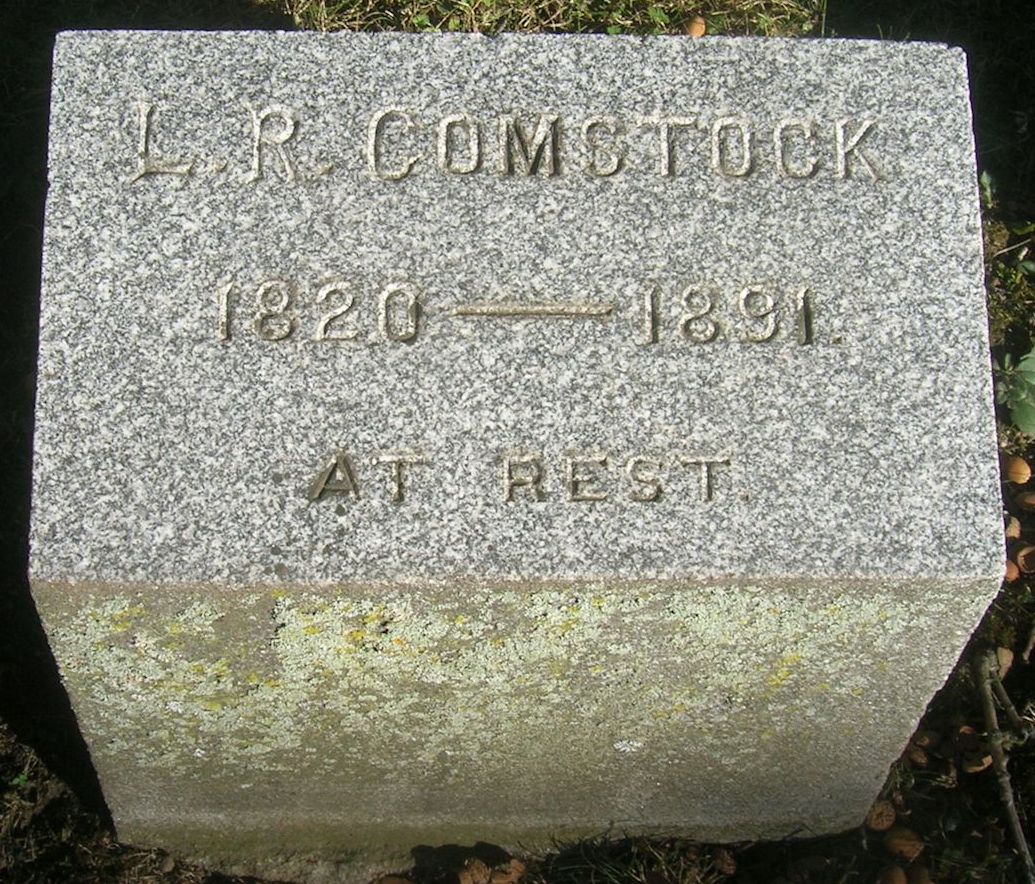 L.R. COMSTOCK
1820 — 1891.
AT REST.